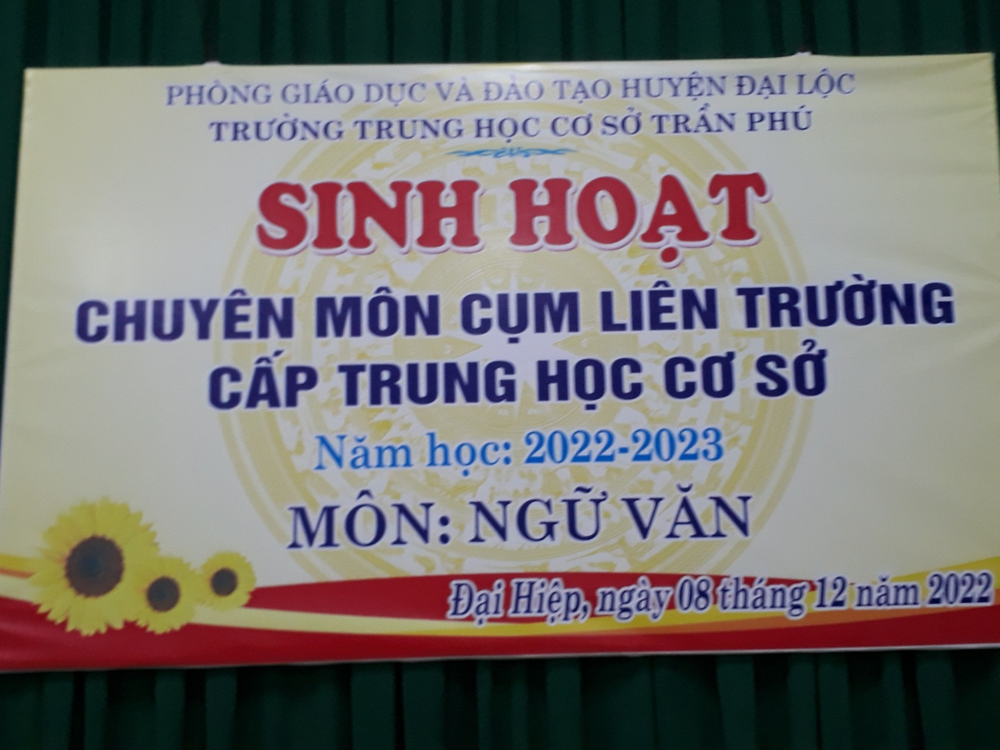 PHÒNG GIÁO DỤC VÀ ĐÀO TẠO HUYỆN ĐẠI LỘC
TRƯỜNG TRUNG HỌC CƠ SỞ TRẦN PHÚ
SINH HOẠT
CHUYÊN MÔN CỤM LIÊN TRƯỜNG
CẤP TRUNG HỌC CƠ SỞ
Năm học: 2022-2023
MÔN: NGỮ VĂN
Đại Hiệp, ngày 08 tháng 12 năm 2022